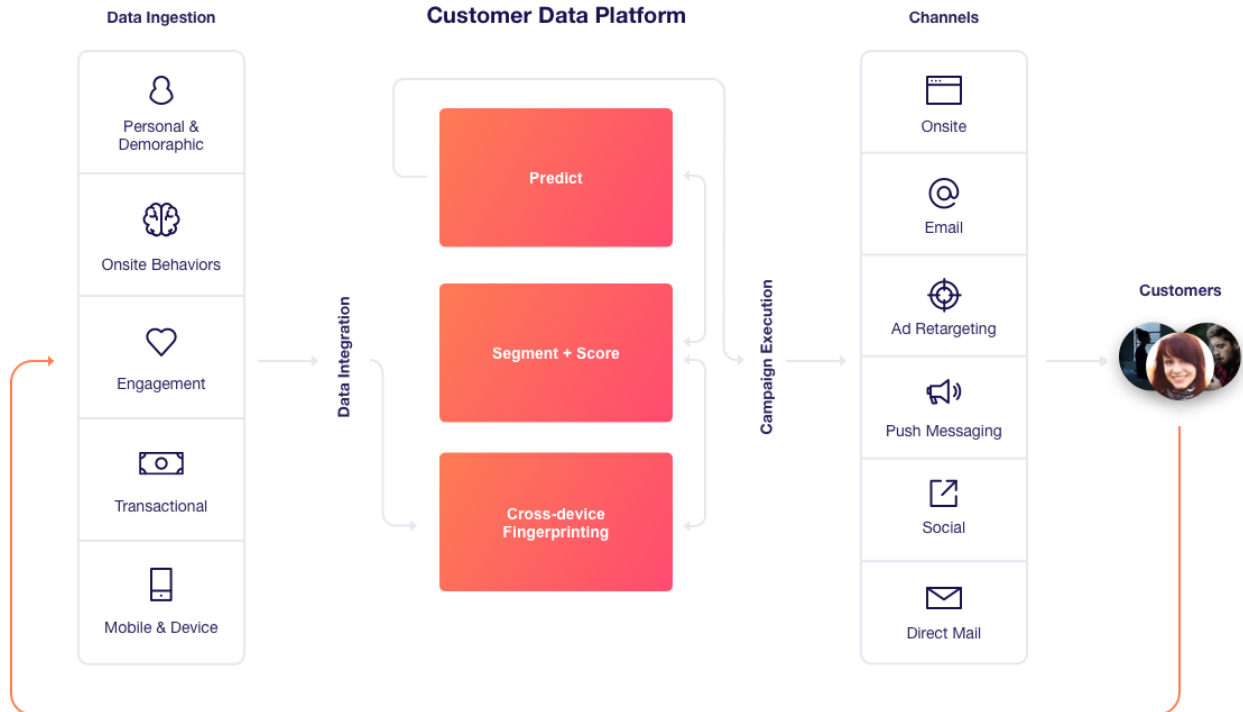 Data Ingestion
Customer Data Platform
Channels
Personal &
Demoraphic
Onsite Behaviors
Engagement
Transactional
Mobile & Device
Data Integration
Predict
Segment + Score
Cross-device
Fingerprinting
Campaign Execution
Onsite
Email
Ad Retargeting
Push Messaging
Social
Direct Mail
Customers